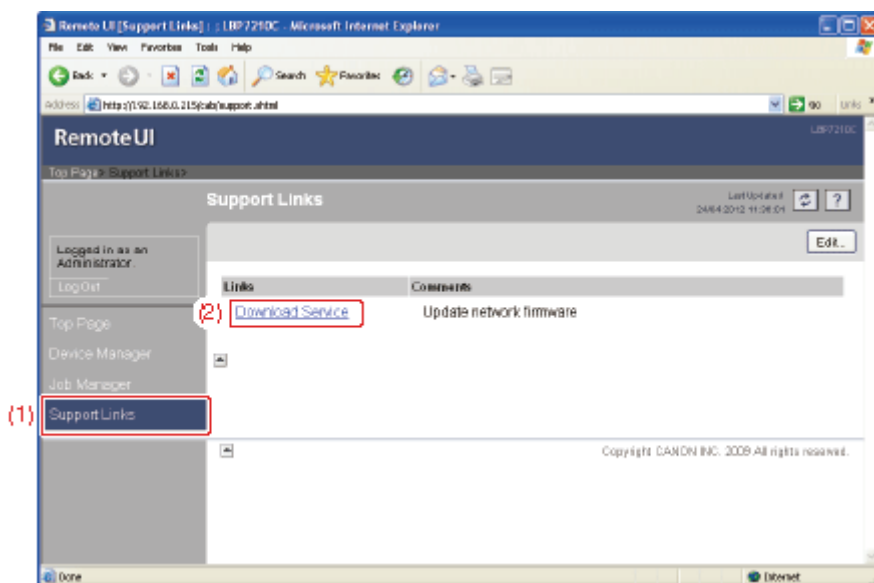 Remote UI [Support Links] : : LBP7210C - Microsoft Internet Explorer
File Edit View Favorites Tools Help
Back Search Favorites
Address http://192.168.0.215/cab/support.shtml Go Links
Remote UI
LBP7210C
Top Page> Support Links>
Support Links
Last Updated
24/04 2012 11:36:01
?
Logged in as an
Administrator.
Log Out
Edit...
Links Comments
(2) Download Service Update network firmware
Top Page
Device Manager
Job Manager
(1) Support Links
Copyright CANON INC. 2009 All rights reserved.
Done Internet